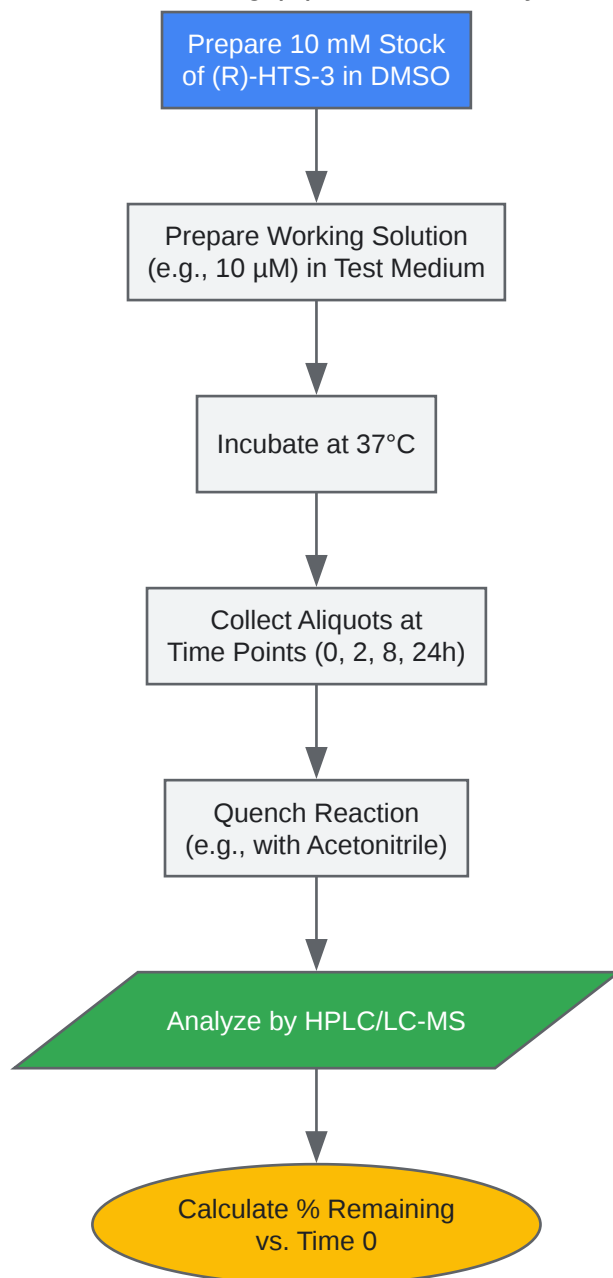 Prepare 10 mM Stock
of (R)-HTS-3 in DMSO
Prepare Working Solution
(e.g., 10 µM) in Test Medium
Incubate at 37°C
Collect Aliquots at
Time Points (0, 2, 8, 24h)
Quench Reaction
(e.g., with Acetonitrile)
Analyze by HPLC/LC-MS
Calculate % Remaining
vs. Time 0